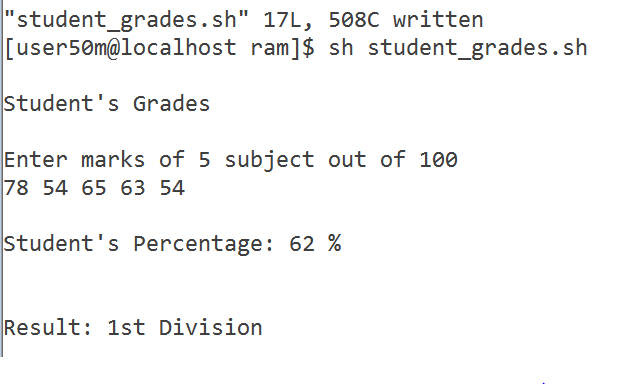 "student_grades.sh" 17L, 508C written
[user50m@localhost ram]$ sh student_grades.sh
Student's Grades
Enter marks of 5 subject out of 100
78 54 65 63 54
Student's Percentage: 62 %
Result: 1st Division